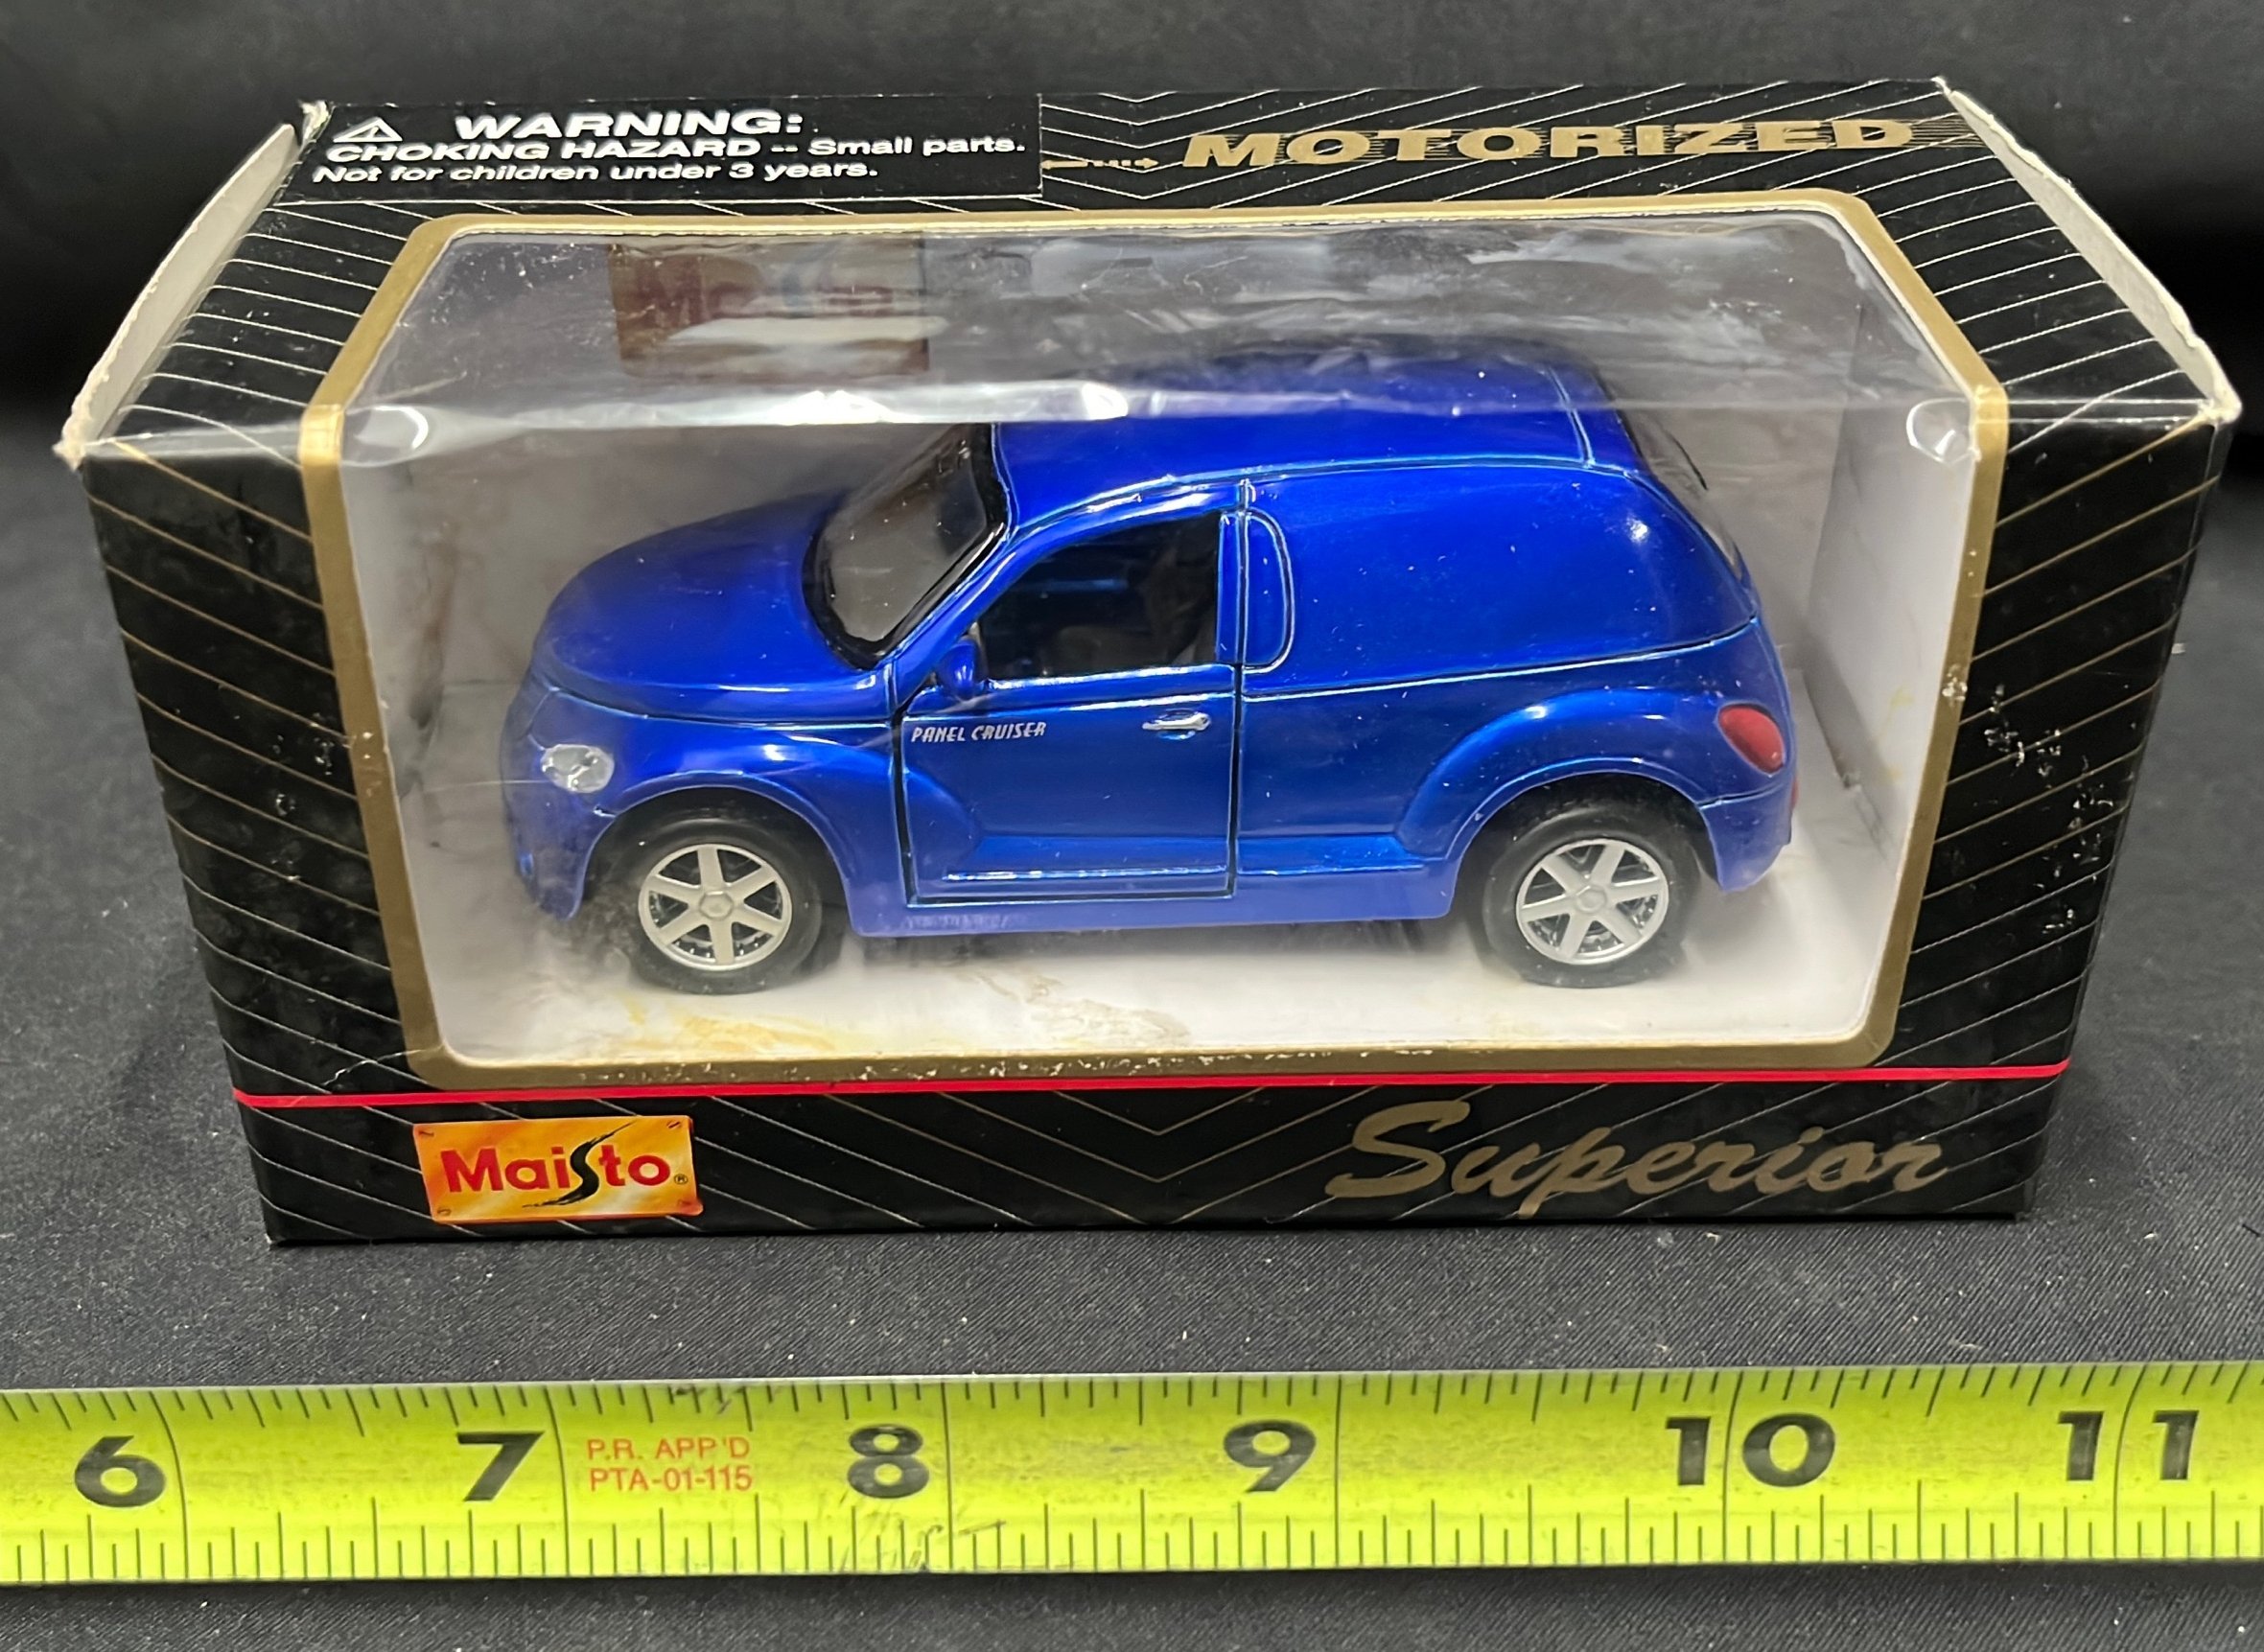 WARNING:
CHOKING HAZARD -- Small parts.
Not for children under 3 years.
MOTORIZED
PANEL CRUISER
Maisto®
Superior
6 7 8 9 10 11
P.R. APP'D
PTA-01-115